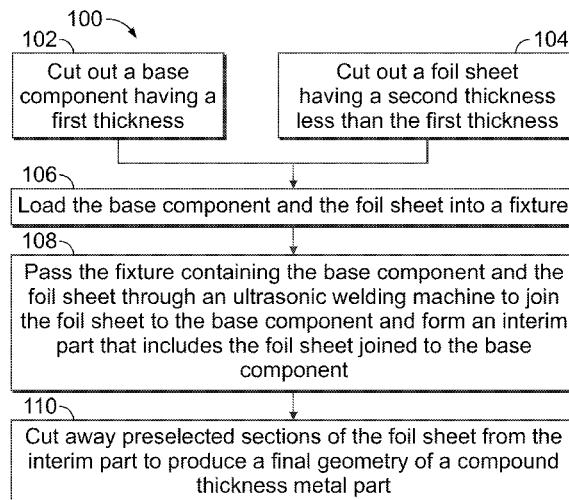 100
102
Cut out a base
component having a
first thickness
104
Cut out a foil sheet
having a second thickness
less than the first thickness
106
Load the base component and the foil sheet into a fixture
108
Pass the fixture containing the base component and the
foil sheet through an ultrasonic welding machine to join
the foil sheet to the base component and form an interim
part that includes the foil sheet joined to the base
component
110
Cut away preselected sections of the foil sheet from the
interim part to produce a final geometry of a compound
thickness metal part